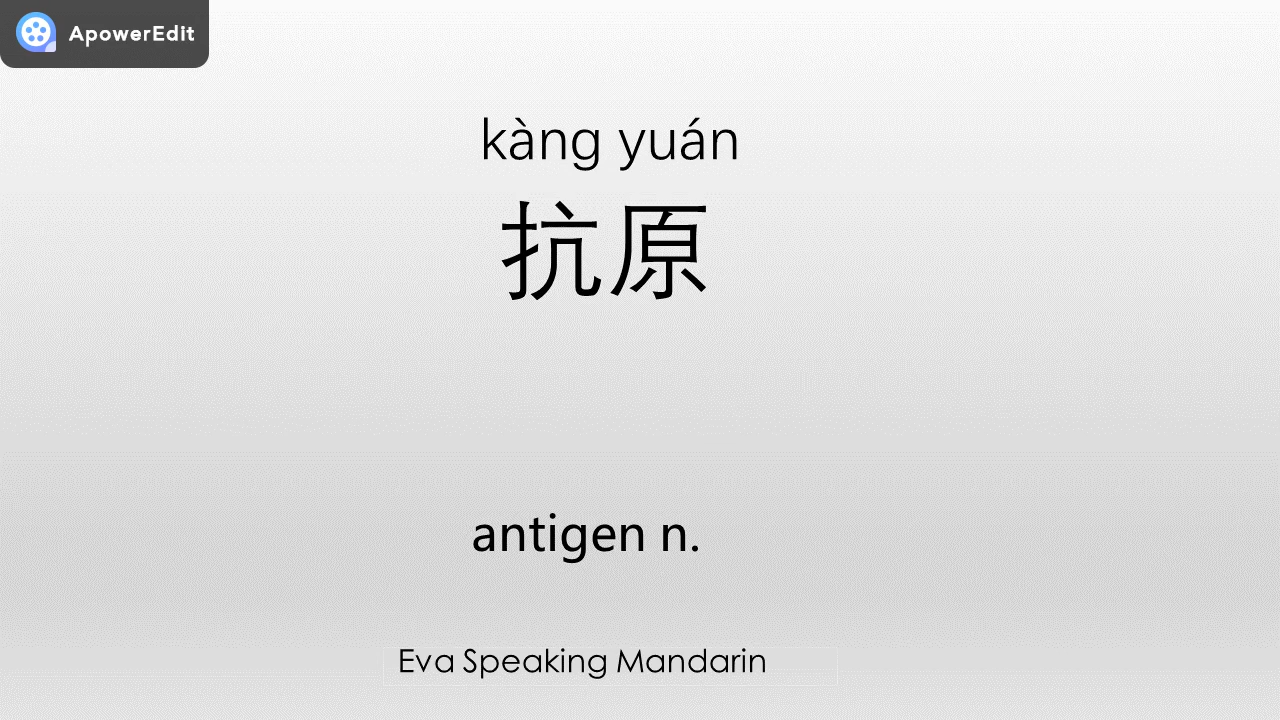 ApowerEdit
kàng yuán
抗原
antigen n.
Eva Speaking Mandarin